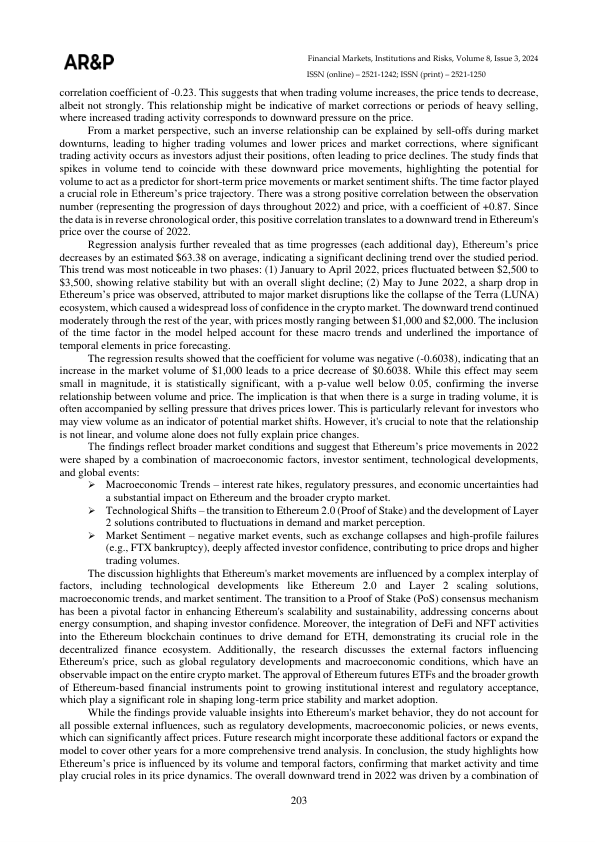 AR&P
Financial Markets, Institutions and Risks, Volume 8, Issue 3, 2024
ISSN (online) – 2521-1242; ISSN (print) – 2521-1250
correlation coefficient of -0.23. This suggests that when trading volume increases, the price tends to decrease,
albeit not strongly. This relationship might be indicative of market corrections or periods of heavy selling,
where increased trading activity corresponds to downward pressure on the price.
From a market perspective, such an inverse relationship can be explained by sell-offs during market
downturns, leading to higher trading volumes and lower prices and market corrections, where significant
trading activity occurs as investors adjust their positions, often leading to price declines. The study finds that
spikes in volume tend to coincide with these downward price movements, highlighting the potential for
volume to act as a predictor for short-term price movements or market sentiment shifts. The time factor played
a crucial role in Ethereum's price trajectory. There was a strong positive correlation between the observation
number (representing the progression of days throughout 2022) and price, with a coefficient of +0.87. Since
the data is in reverse chronological order, this positive correlation translates to a downward trend in Ethereum's
price over the course of 2022.
Regression analysis further revealed that as time progresses (each additional day), Ethereum’s price
decreases by an estimated $63.38 on average, indicating a significant declining trend over the studied period.
This trend was most noticeable in two phases: (1) January to April 2022, prices fluctuated between $2,500 to
$3,500, showing relative stability but with an overall slight decline; (2) May to June 2022, a sharp drop in
Ethereum’s price was observed, attributed to major market disruptions like the collapse of the Terra (LUNA)
ecosystem, which caused a widespread loss of confidence in the crypto market. The downward trend continued
moderately through the rest of the year, with prices mostly ranging between $1,000 and $2,000. The inclusion
of the time factor in the model helped account for these macro trends and underlined the importance of
temporal elements in price forecasting.
The regression results showed that the coefficient for volume was negative (-0.6038), indicating that an
increase in the market volume of $1,000 leads to a price decrease of $0.6038. While this effect may seem
small in magnitude, it is statistically significant, with a p-value well below 0.05, confirming the inverse
relationship between volume and price. The implication is that when there is a surge in trading volume, it is
often accompanied by selling pressure that drives prices lower. This is particularly relevant for investors who
may view volume as an indicator of potential market shifts. However, it's crucial to note that the relationship
is not linear, and volume alone does not fully explain price changes.
The findings reflect broader market conditions and suggest that Ethereum’s price movements in 2022
were shaped by a combination of macroeconomic factors, investor sentiment, technological developments,
and global events:
➢ Macroeconomic Trends – interest rate hikes, regulatory pressures, and economic uncertainties had
a substantial impact on Ethereum and the broader crypto market.
➢ Technological Shifts – the transition to Ethereum 2.0 (Proof of Stake) and the development of Layer
2 solutions contributed to fluctuations in demand and market perception.
➢ Market Sentiment – negative market events, such as exchange collapses and high-profile failures
(e.g., FTX bankruptcy), deeply affected investor confidence, contributing to price drops and higher
trading volumes.
The discussion highlights that Ethereum's market movements are influenced by a complex interplay of
factors, including technological developments like Ethereum 2.0 and Layer 2 scaling solutions,
macroeconomic trends, and market sentiment. The transition to a Proof of Stake (PoS) consensus mechanism
has been a pivotal factor in enhancing Ethereum's scalability and sustainability, addressing concerns about
energy consumption, and shaping investor confidence. Moreover, the integration of DeFi and NFT activities
into the Ethereum blockchain continues to drive demand for ETH, demonstrating its crucial role in the
decentralized finance ecosystem. Additionally, the research discusses the external factors influencing
Ethereum's price, such as global regulatory developments and macroeconomic conditions, which have an
observable impact on the entire crypto market. The approval of Ethereum futures ETFs and the broader growth
of Ethereum-based financial instruments point to growing institutional interest and regulatory acceptance,
which play a significant role in shaping long-term price stability and market adoption.
While the findings provide valuable insights into Ethereum's market behavior, they do not account for
all possible external influences, such as regulatory developments, macroeconomic policies, or news events,
which can significantly affect prices. Future research might incorporate these additional factors or expand the
model to cover other years for a more comprehensive trend analysis. In conclusion, the study highlights how
Ethereum’s price is influenced by its volume and temporal factors, confirming that market activity and time
play crucial roles in its price dynamics. The overall downward trend in 2022 was driven by a combination of
203